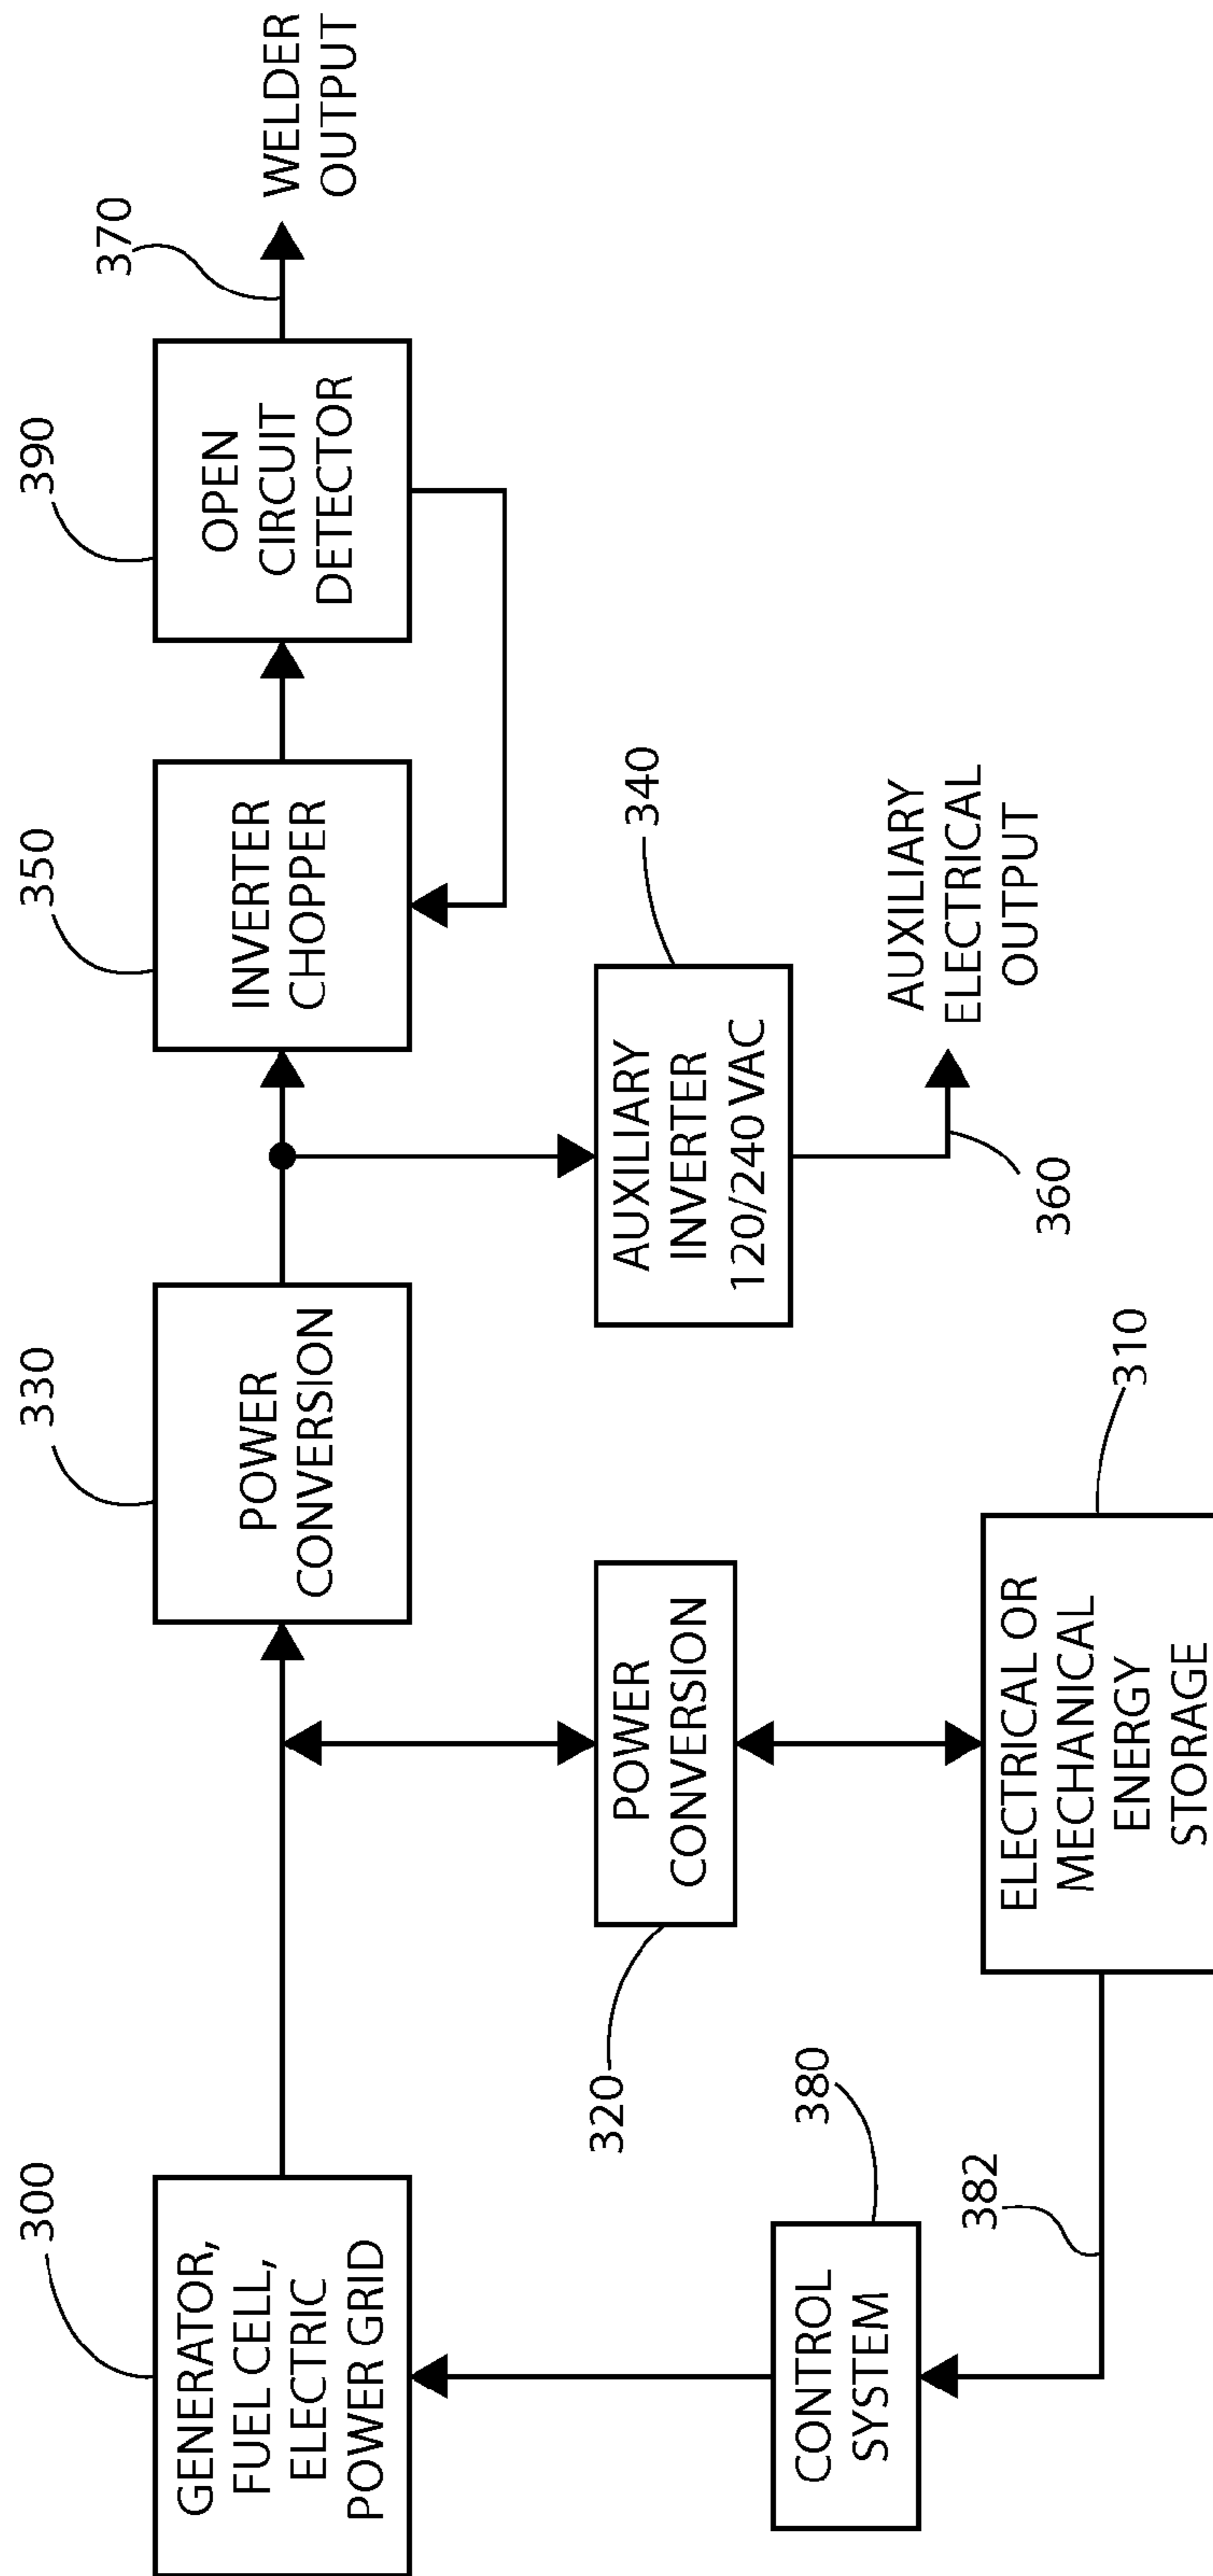 300
GENERATOR,
FUEL CELL,
ELECTRIC
POWER GRID
330
POWER
CONVERSION
350
INVERTER
CHOPPER
390
OPEN
CIRCUIT
DETECTOR
370
WELDER
OUTPUT
320
POWER
CONVERSION
340
AUXILIARY
INVERTER
120/240 VAC
360
AUXILIARY
ELECTRICAL
OUTPUT
380
CONTROL
SYSTEM
382
310
ELECTRICAL OR
MECHANICAL
ENERGY
STORAGE